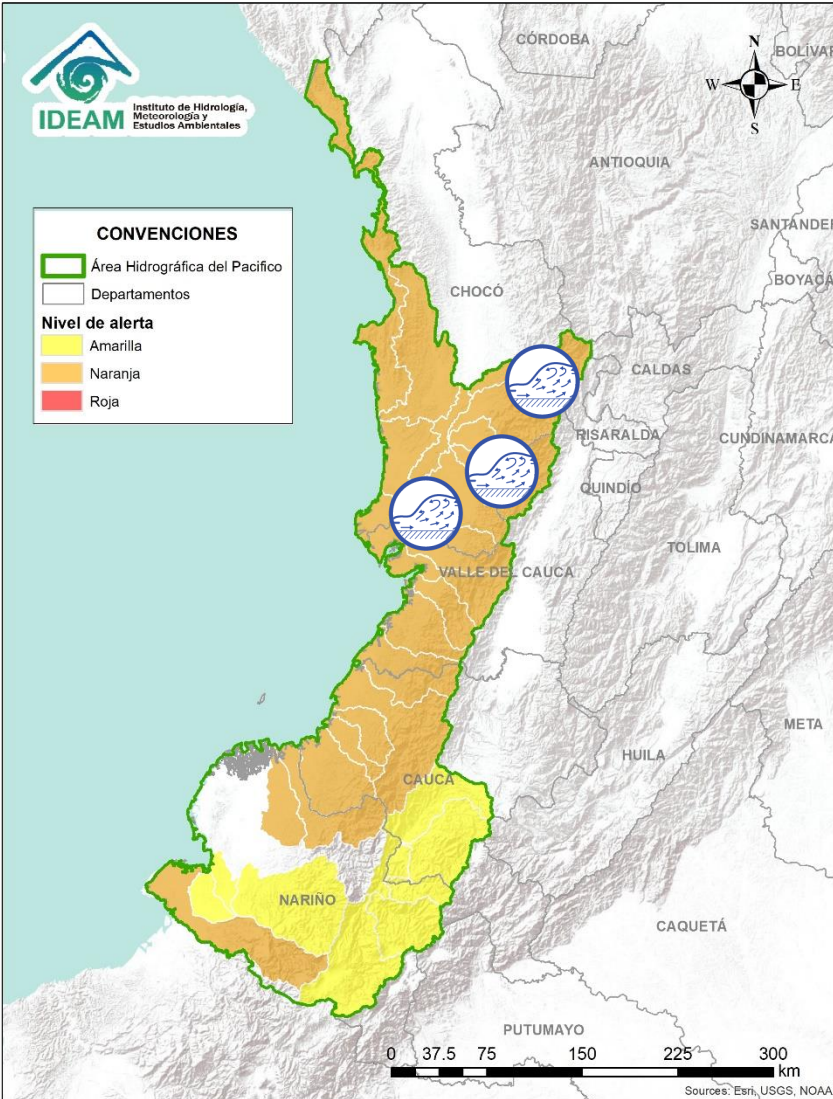 IDEAM
Instituto de Hidrología,
Meteorología y
Estudios Ambientales
CÓRDOBA
BOLÍVAR
N
W
E
S
ANTIOQUIA
SANTANDER
BOYACÁ
CONVENCIONES
Área Hidrográfica del Pacifico
Departamentos
Nivel de alerta
Amarilla
Naranja
Roja
CHOCÓ
CALDAS
RISARALDA
CUNDINAMARCA
QUINDÍO
TOLIMA
VALLE DEL CAUCA
META
HUILA
CAUCA
NARIÑO
CAQUETÁ
PUTUMAYO
0 37.5 75 150 225 300
km
Sources: Esri, USGS, NOAA